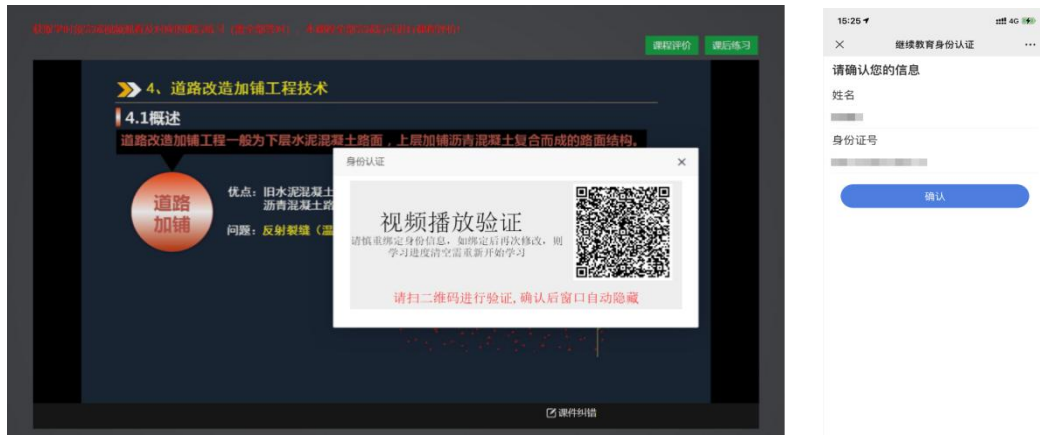 课程评价
课后练习
4、道路改造加铺工程技术
4.1概述
道路改造加铺工程一般为下层水泥混凝土路面，上层加铺沥青混凝土复合而成的路面结构。
道路
加铺
优点：旧水泥混凝土
沥青混凝土路
问题：反射裂缝（温
身份认证
视频播放验证
请慎重绑定身份信息，如绑定后再次修改，则
学习进度清空需重新开始学习
请扫二维码进行验证,确认后窗口自动隐藏
课件纠错
15:25
4G
继续教育身份认证
请确认您的信息
姓名
身份证号
确认